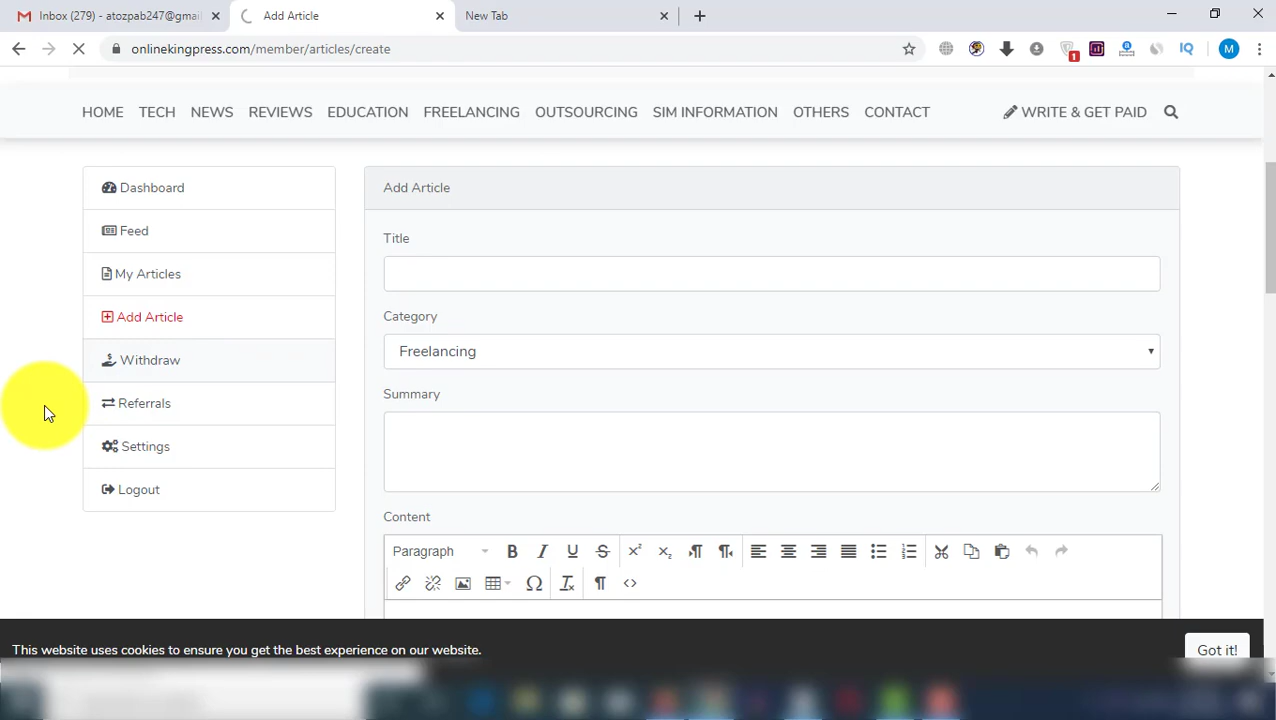 Inbox (279) - atozpab247@gmai
Add Article
New Tab
onlinekingpress.com/member/articles/create
1
IQ
M
HOME TECH NEWS REVIEWS EDUCATION FREELANCING OUTSOURCING SIM INFORMATION OTHERS CONTACT WRITE & GET PAID
Dashboard
Feed
My Articles
Add Article
Withdraw
Referrals
Settings
Logout
Add Article
Title
Category
Freelancing
Summary
Content
Paragraph
This website uses cookies to ensure you get the best experience on our website.
Got it!